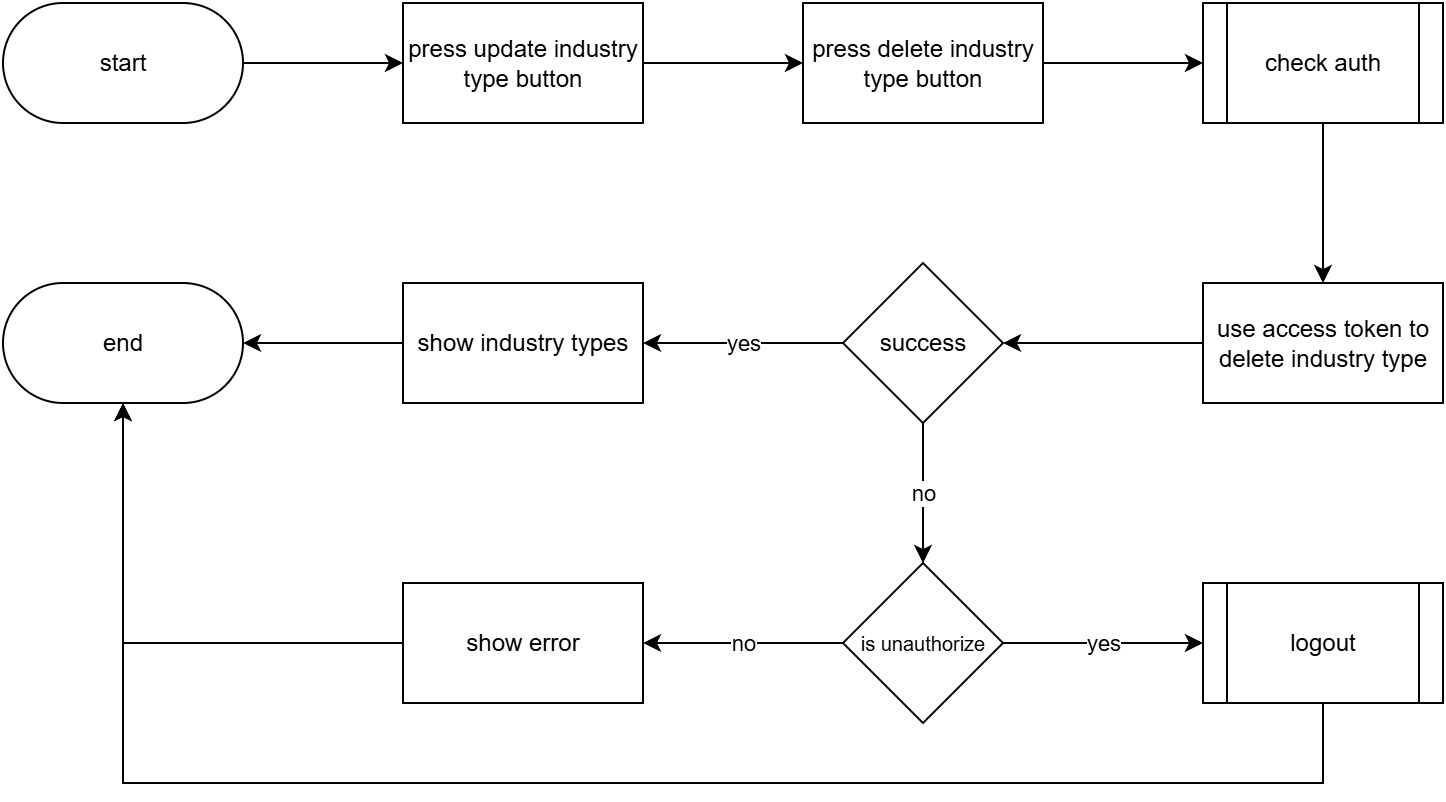 start
press update industry
type button
press delete industry
type button
check auth
end
show industry types
yes
success
use access token to
delete industry type
no
show error
no
is unauthorize
yes
logout